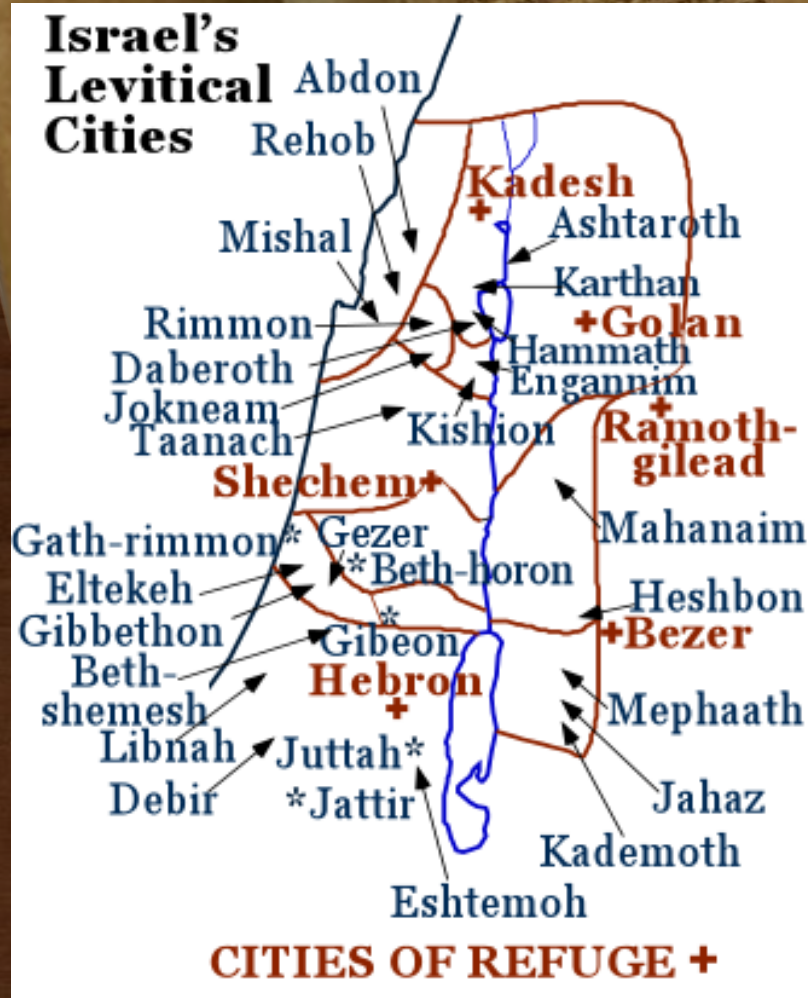 Israel's
Levitical
Cities
Abdon
Rehob
Kadesh
Mishal
Ashtaroth
Karthan
Rimmon
+Golan
Daberoth
Hammath
Engannim
Jokneam
Taanach
Kishion
Ramoth-
gilead
Shechem+
Mahanaim
Gath-rimmon*
Gezer
*Beth-horon
Eltekeh
Heshbon
Gibbethon
*
Gibeon
+Bezer
Beth-
shemesh
Hebron
Mephaath
Libnah
Juttah*
Debir
*Jattir
Jahaz
Kademoth
Eshtemoh
CITIES OF REFUGE +